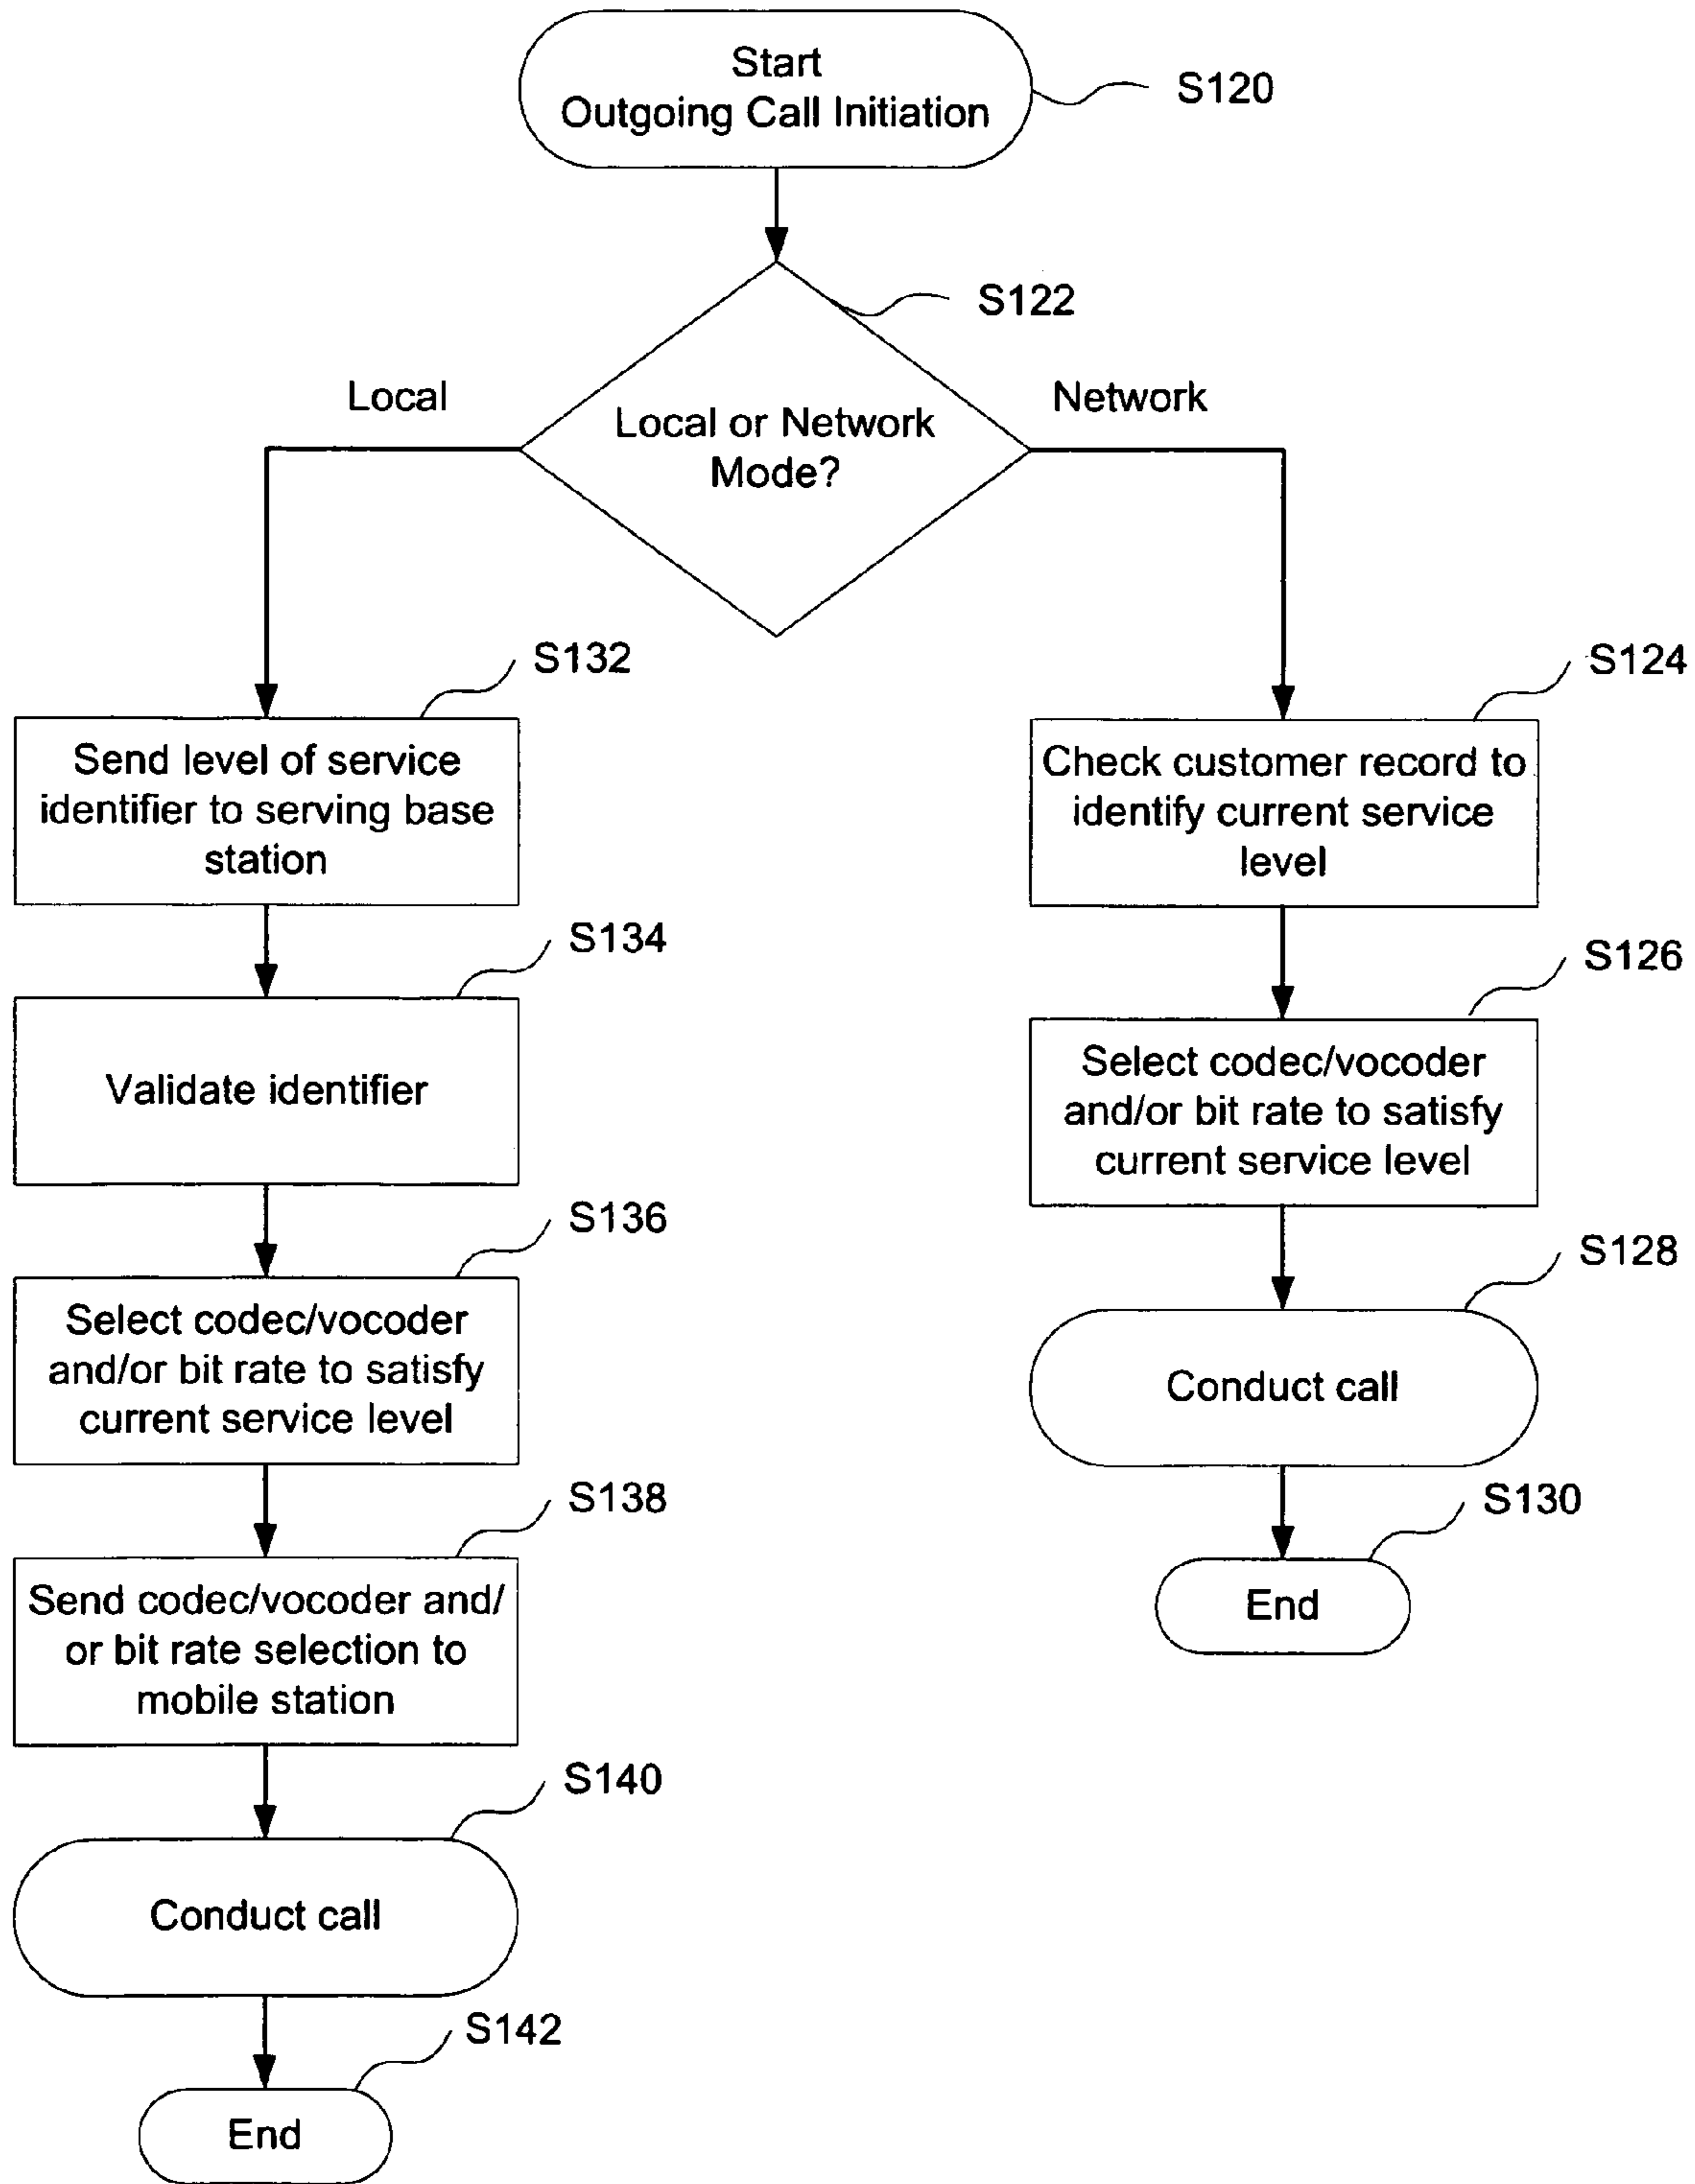 Start
Outgoing Call Initiation
S120
S122
Local
Network
Local or Network
Mode?
S132
Send level of service
identifier to serving base
station
S134
Validate identifier
S136
Select codec/vocoder
and/or bit rate to satisfy
current service level
S138
Send codec/vocoder and/
or bit rate selection to
mobile station
S140
Conduct call
S142
End
S124
Check customer record to
identify current service
level
S126
Select codec/vocoder
and/or bit rate to satisfy
current service level
S128
Conduct call
S130
End